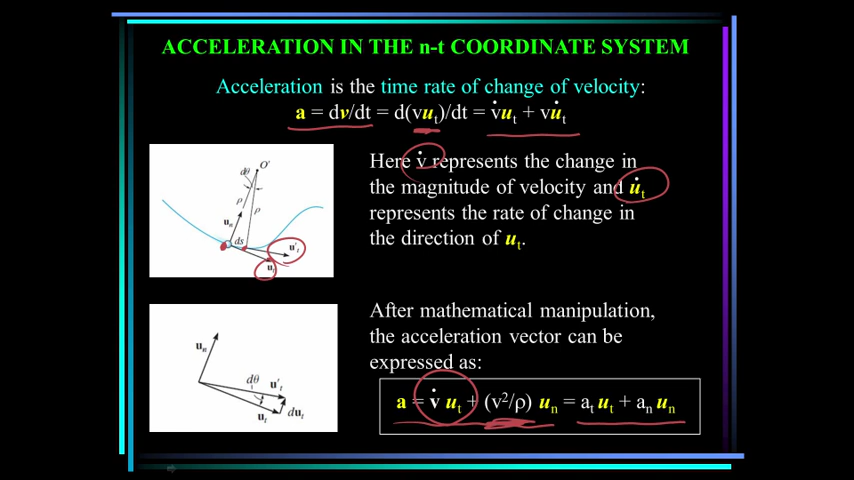 ACCELERATION IN THE n-t COORDINATE SYSTEM
Acceleration is the time rate of change of velocity:
a = dv/dt = d(vuₜ)/dt = v̇uₜ + vu̇ₜ
O'
dθ
ρ
ρ
uₙ
ds
u'ₜ
uₜ
Here v̇ represents the change in
the magnitude of velocity and u̇ₜ
represents the rate of change in
the direction of uₜ.
uₙ
dθ
u'ₜ
uₜ
duₜ
After mathematical manipulation,
the acceleration vector can be
expressed as:
a = v̇ uₜ + (v²/ρ) uₙ = aₜ uₜ + aₙ uₙ